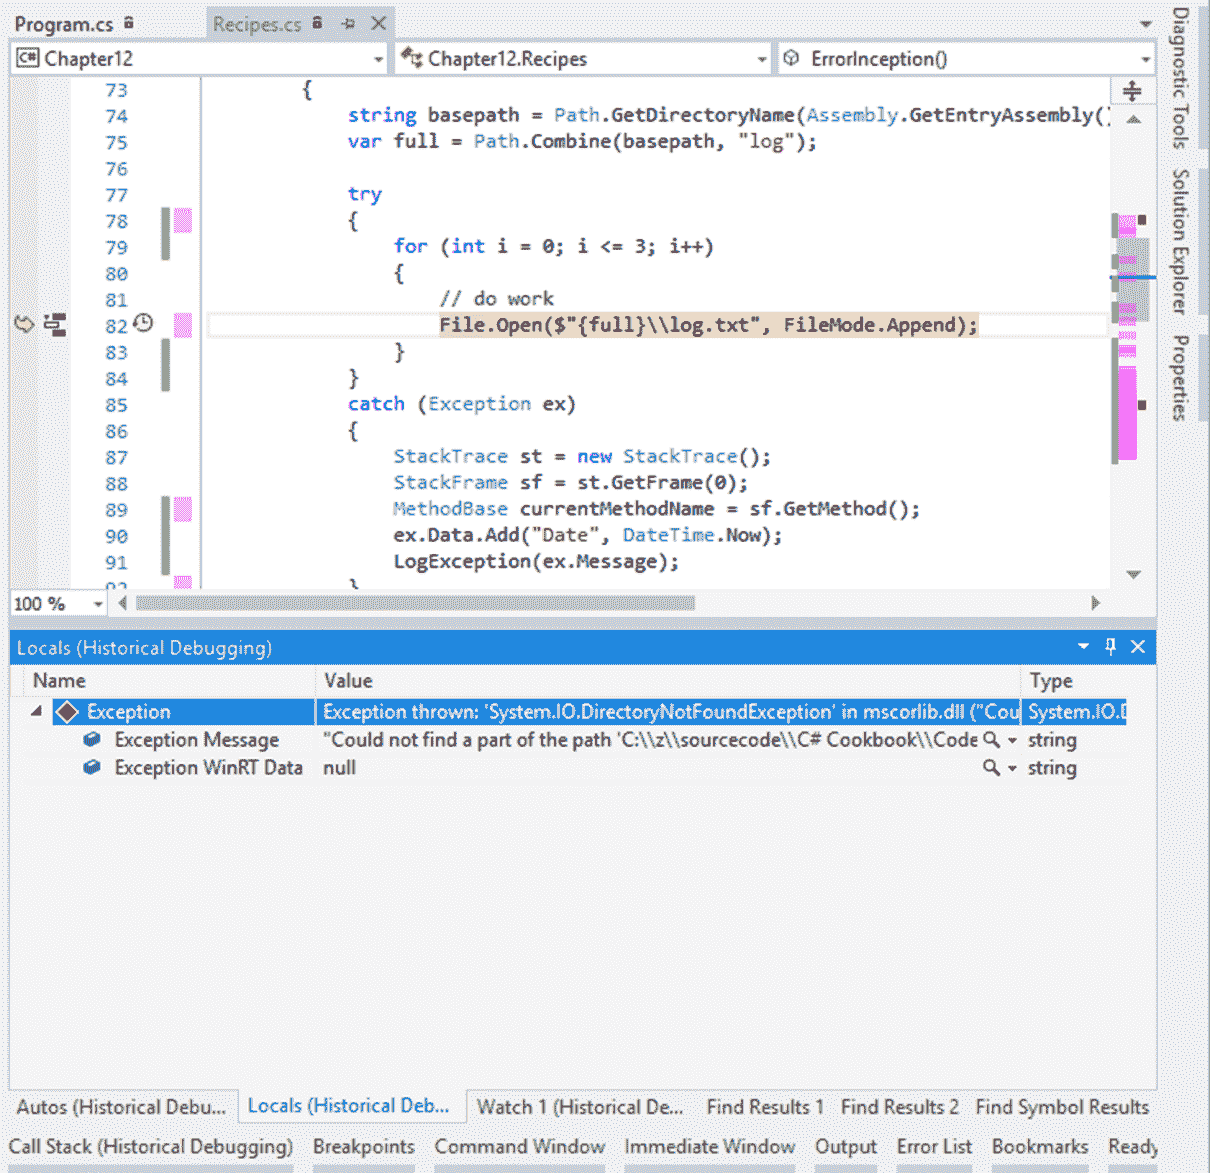 Program.cs Recipes.cs
C# Chapter12 Chapter12.Recipes ErrorInception()
73 {
74 string basepath = Path.GetDirectoryName(Assembly.GetEntryAssembly()
75 var full = Path.Combine(basepath, "log");
76
77 try
78 {
79 for (int i = 0; i <= 3; i++)
80 {
81 // do work
82 File.Open($"{full}\\log.txt", FileMode.Append);
83 }
84 }
85 catch (Exception ex)
86 {
87 StackTrace st = new StackTrace();
88 StackFrame sf = st.GetFrame(0);
89 MethodBase currentMethodName = sf.GetMethod();
90 ex.Data.Add("Date", DateTime.Now);
91 LogException(ex.Message);
92 }
100 %
Locals (Historical Debugging)
Name Value Type
Exception Exception thrown: 'System.IO.DirectoryNotFoundException' in mscorlib.dll ("Cou System.IO.D
Exception Message "Could not find a part of the path 'C:\\z\\sourcecode\\C# Cookbook\\Code string
Exception WinRT Data null string
Autos (Historical Debu... Locals (Historical Deb... Watch 1 (Historical De... Find Results 1 Find Results 2 Find Symbol Results
Call Stack (Historical Debugging) Breakpoints Command Window Immediate Window Output Error List Bookmarks Ready
Diagnostic Tools
Solution Explorer
Properties